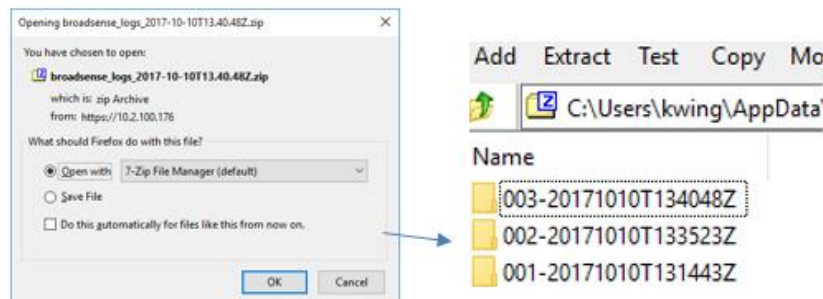 Opening broadsense_logs_2017-10-10T13.40.48Z.zip
You have chosen to open:
broadsense_logs_2017-10-10T13.40.48Z.zip
which is: zip Archive
from: https://10.2.100.176
What should Firefox do with this file?
Open with 7-Zip File Manager (default)
Save File
Do this automatically for files like this from now on.
OK Cancel
Add Extract Test Copy Mo
C:\Users\kwing\AppData\
Name
003-20171010T134048Z
002-20171010T133523Z
001-20171010T131443Z